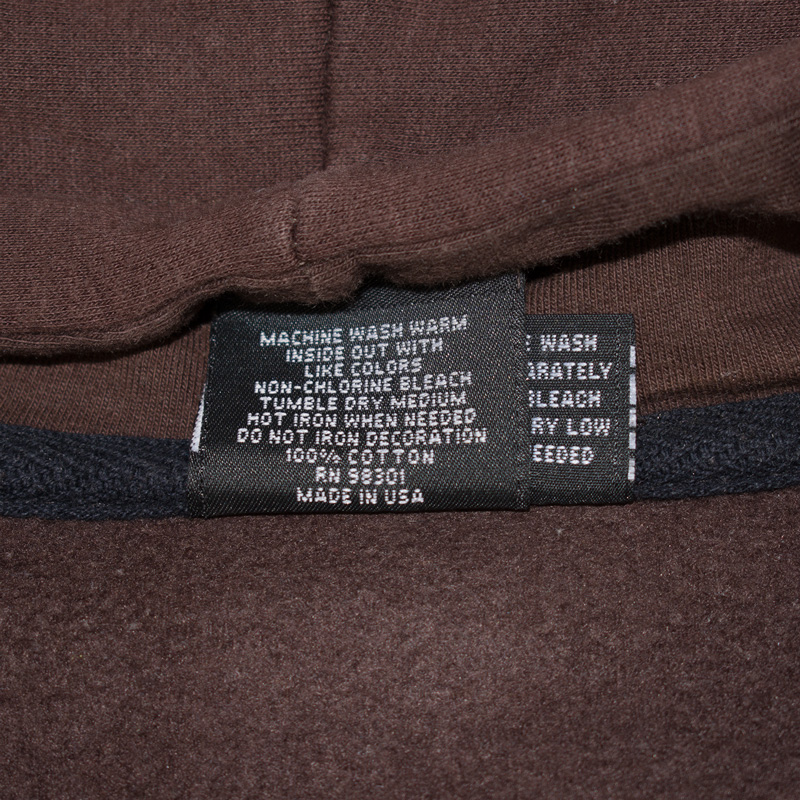 MACHINE WASH WARM
INSIDE OUT WITH
LIKE COLORS
NON-CHLORINE BLEACH
TUMBLE DRY MEDIUM
HOT IRON WHEN NEEDED
DO NOT IRON DECORATION
100% COTTON
RN 98301
MADE IN USA
WASH
ARATELY
BLEACH
RY LOW
EEDED